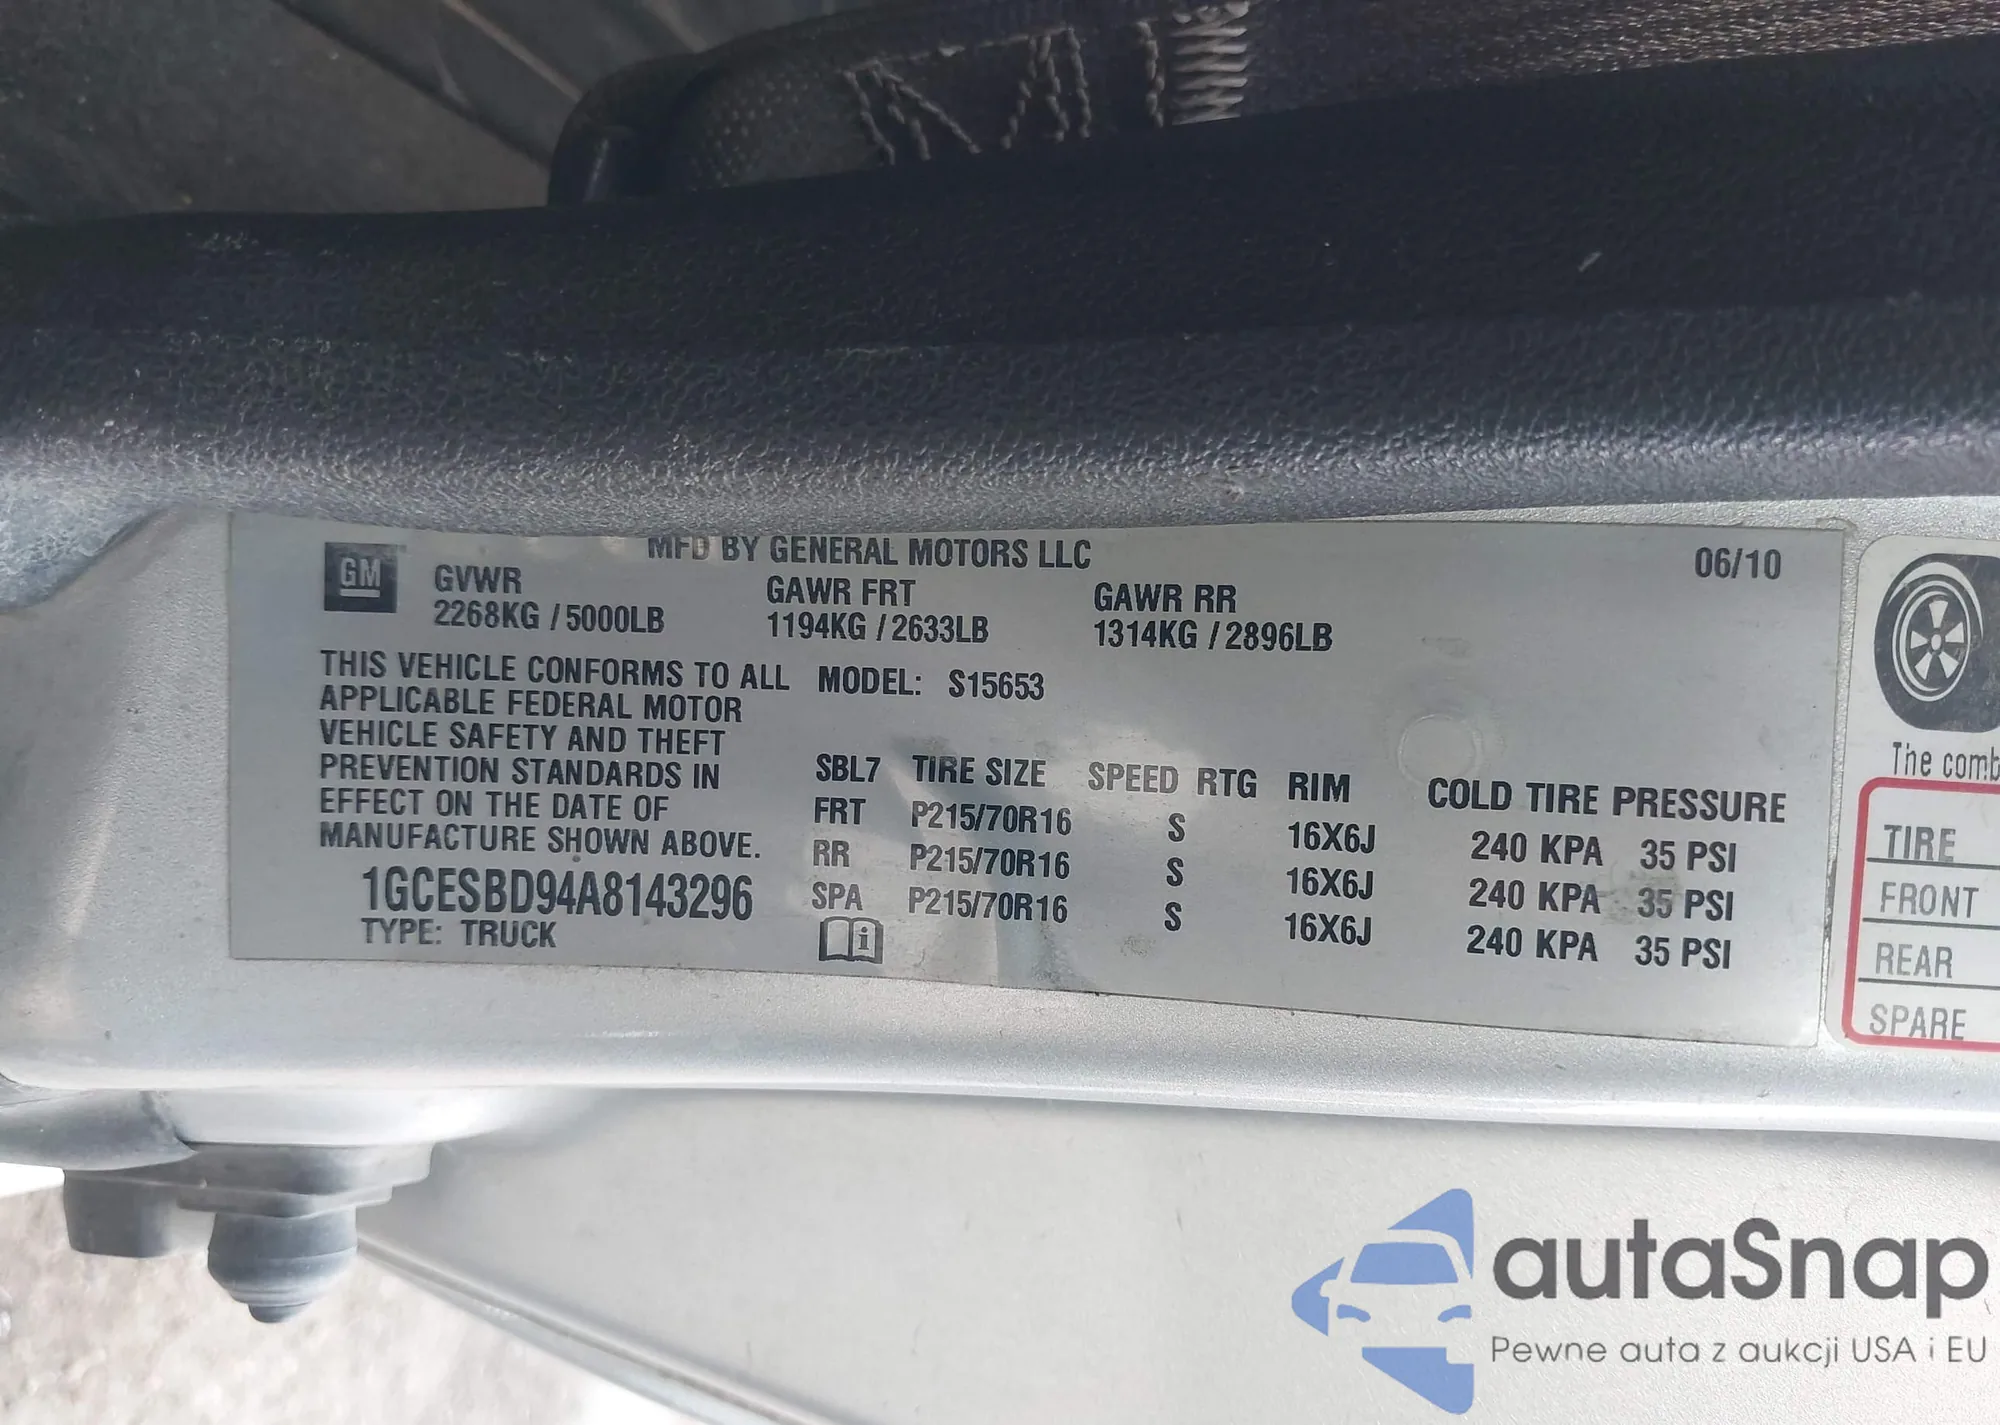 MFD BY GENERAL MOTORS LLC
06/10
GM
GVWR
2268KG / 5000LB
GAWR FRT
1194KG / 2633LB
GAWR RR
1314KG / 2896LB
THIS VEHICLE CONFORMS TO ALL
APPLICABLE FEDERAL MOTOR
VEHICLE SAFETY AND THEFT
PREVENTION STANDARDS IN
EFFECT ON THE DATE OF
MANUFACTURE SHOWN ABOVE.
1GCESBD94A8143296
TYPE: TRUCK
MODEL: S15653
SBL7 TIRE SIZE SPEED RTG RIM COLD TIRE PRESSURE
FRT P215/70R16 S 16X6J 240 KPA 35 PSI
RR P215/70R16 S 16X6J 240 KPA 35 PSI
SPA P215/70R16 S 16X6J 240 KPA 35 PSI
i
The comb
TIRE
FRONT
REAR
SPARE
autaSnap
Pewne auta z aukcji USA i EU